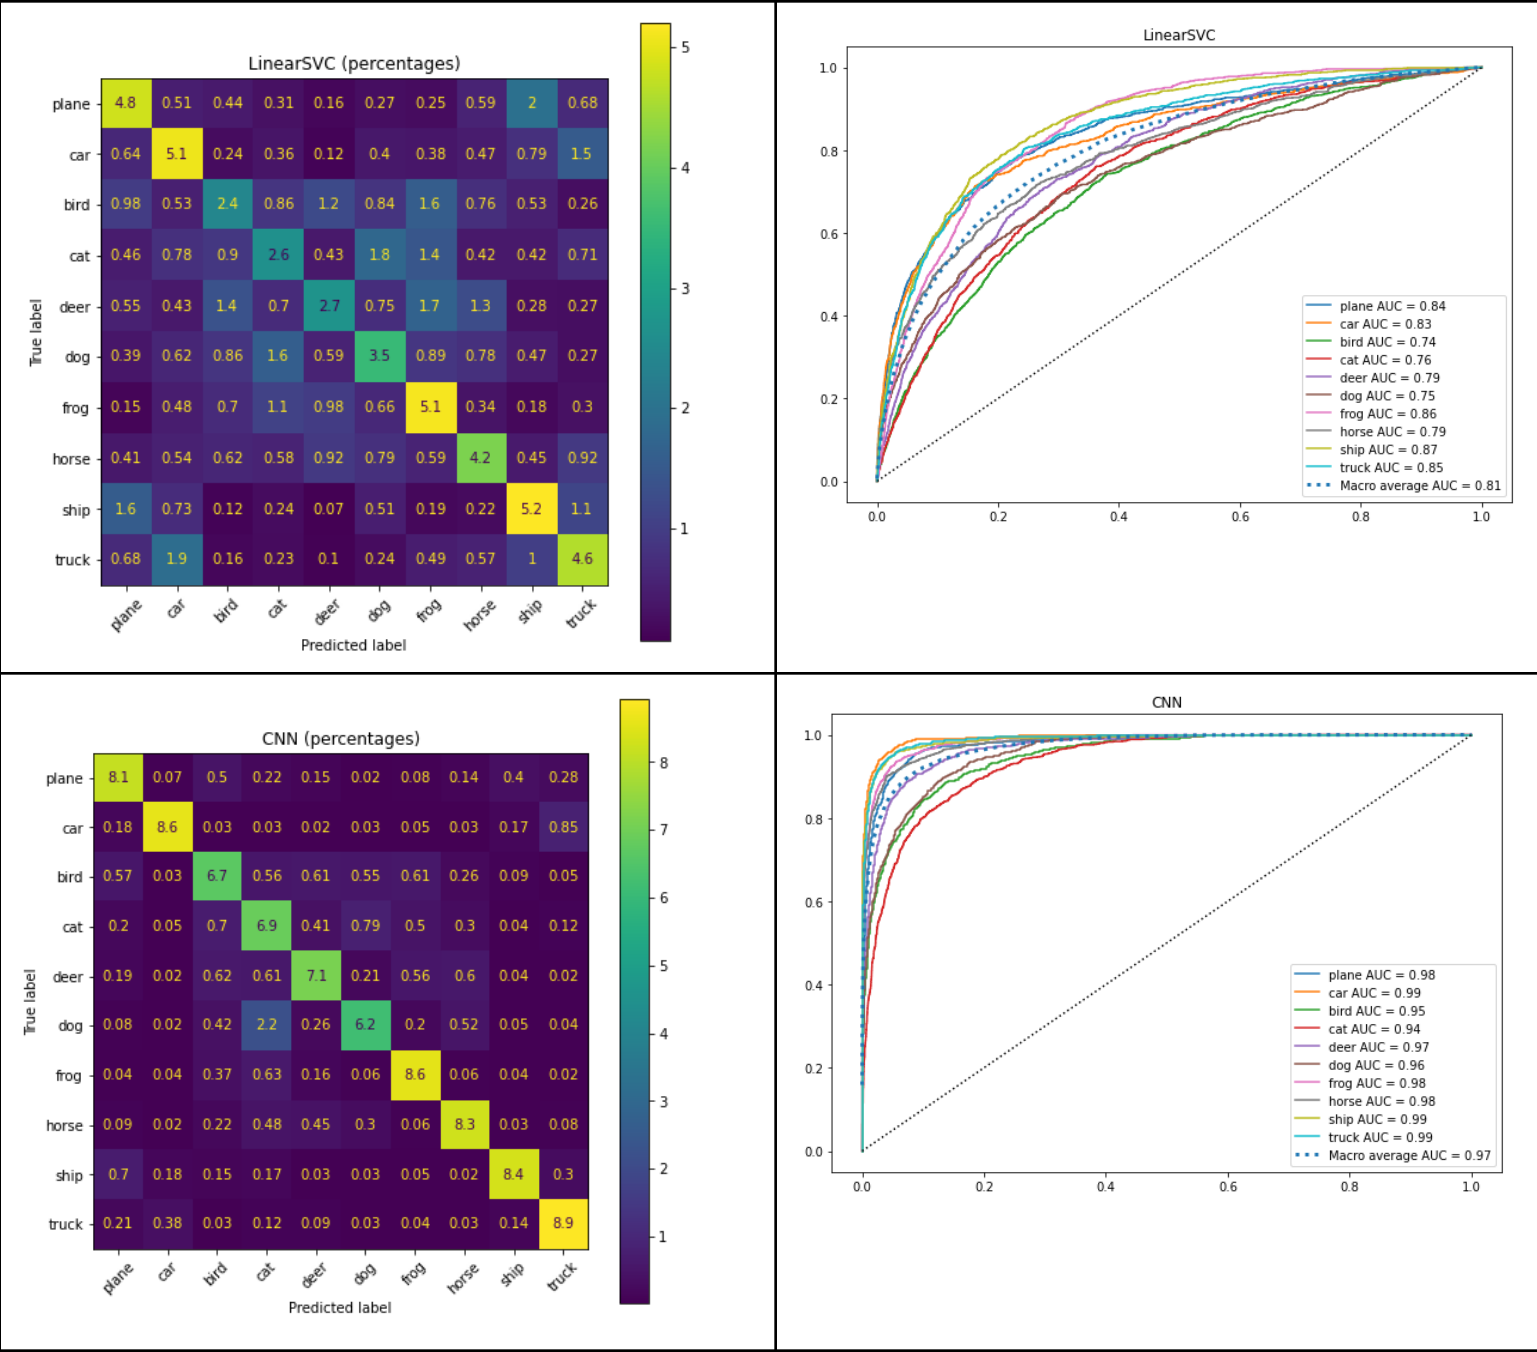 LinearSVC (percentages)
plane 4.8 0.51 0.44 0.31 0.16 0.27 0.25 0.59 2 0.68
car 0.64 5.1 0.24 0.36 0.12 0.4 0.38 0.47 0.79 1.5
bird 0.98 0.53 2.4 0.86 1.2 0.84 1.6 0.76 0.53 0.26
cat 0.46 0.78 0.9 2.6 0.43 1.8 1.4 0.42 0.42 0.71
deer 0.55 0.43 1.4 0.7 2.7 0.75 1.7 1.3 0.28 0.27
dog 0.39 0.62 0.86 1.6 0.59 3.5 0.89 0.78 0.47 0.27
frog 0.15 0.48 0.7 1.1 0.98 0.66 5.1 0.34 0.18 0.3
horse 0.41 0.54 0.62 0.58 0.92 0.79 0.59 4.2 0.45 0.92
ship 1.6 0.73 0.12 0.24 0.07 0.51 0.19 0.22 5.2 1.1
truck 0.68 1.9 0.16 0.23 0.1 0.24 0.49 0.57 1 4.6
True label
plane car bird cat deer dog frog horse ship truck
Predicted label
5
4
3
2
1
LinearSVC
1.0
0.8
0.6
0.4
0.2
0.0
0.0 0.2 0.4 0.6 0.8 1.0
plane AUC = 0.84
car AUC = 0.83
bird AUC = 0.74
cat AUC = 0.76
deer AUC = 0.79
dog AUC = 0.75
frog AUC = 0.86
horse AUC = 0.79
ship AUC = 0.87
truck AUC = 0.85
Macro average AUC = 0.81
CNN (percentages)
plane 8.1 0.07 0.5 0.22 0.15 0.02 0.08 0.14 0.4 0.28
car 0.18 8.6 0.03 0.03 0.02 0.03 0.05 0.03 0.17 0.85
bird 0.57 0.03 6.7 0.56 0.61 0.55 0.61 0.26 0.09 0.05
cat 0.2 0.05 0.7 6.9 0.41 0.79 0.5 0.3 0.04 0.12
deer 0.19 0.02 0.62 0.61 7.1 0.21 0.56 0.6 0.04 0.02
dog 0.08 0.02 0.42 2.2 0.26 6.2 0.2 0.52 0.05 0.04
frog 0.04 0.04 0.37 0.63 0.16 0.06 8.6 0.06 0.04 0.02
horse 0.09 0.02 0.22 0.48 0.45 0.3 0.06 8.3 0.03 0.08
ship 0.7 0.18 0.15 0.17 0.03 0.03 0.05 0.02 8.4 0.3
truck 0.21 0.38 0.03 0.12 0.09 0.03 0.04 0.03 0.14 8.9
True label
plane car bird cat deer dog frog horse ship truck
Predicted label
8
7
6
5
4
3
2
1
CNN
1.0
0.8
0.6
0.4
0.2
0.0
0.0 0.2 0.4 0.6 0.8 1.0
plane AUC = 0.98
car AUC = 0.99
bird AUC = 0.95
cat AUC = 0.94
deer AUC = 0.97
dog AUC = 0.96
frog AUC = 0.98
horse AUC = 0.98
ship AUC = 0.99
truck AUC = 0.99
Macro average AUC = 0.97